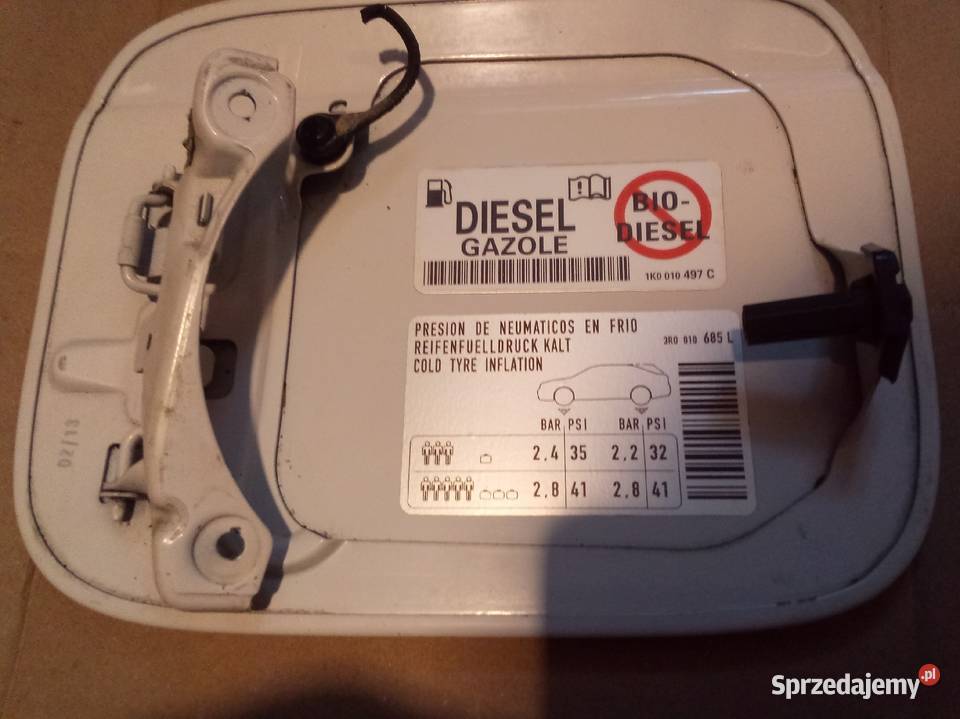 DIESEL
GAZOLE
BIO-
DIESEL
1K0 010 497 C
PRESION DE NEUMATICOS EN FRIO
REIFENFUELLDRUCK KALT
COLD TYRE INFLATION
3R0 010 685 L
BAR PSI BAR PSI
2,4 35 2,2 32
2,8 41 2,8 41
02/13
Sprzedajemy.pl